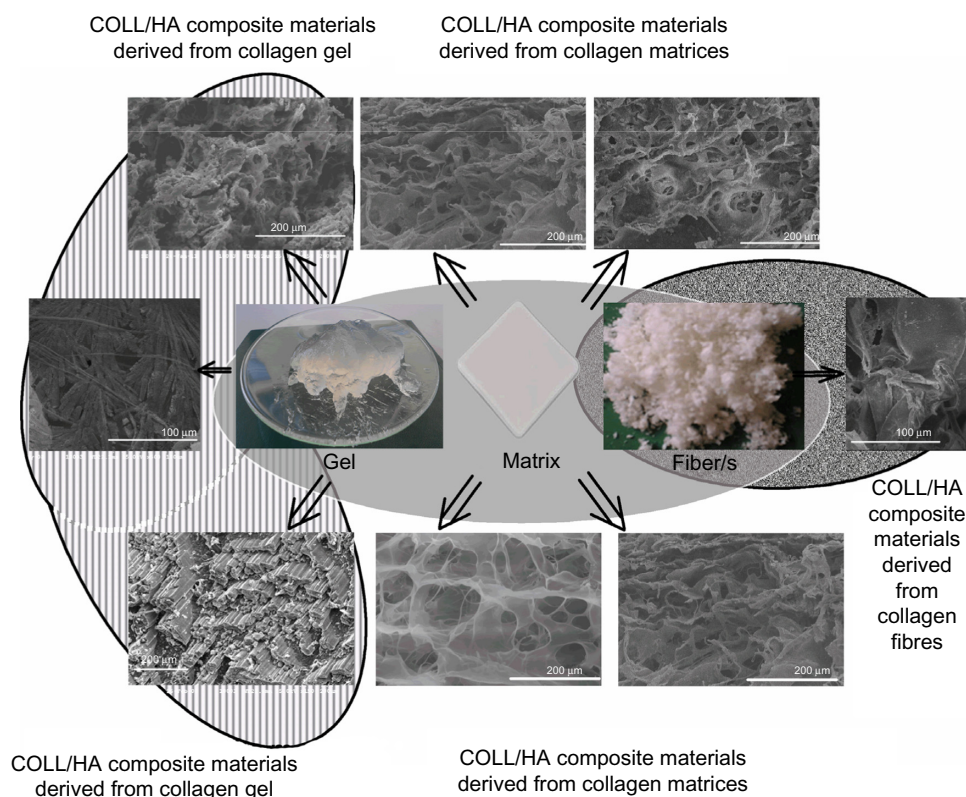 COLL/HA composite materials
derived from collagen gel
COLL/HA composite materials
derived from collagen matrices
200 μm
200 μm
200 μm
100 μm
100 μm
Gel
Matrix
Fiber/s
COLL/HA
composite
materials
derived
from
collagen
fibres
200 μm
200 μm
200 μm
COLL/HA composite materials
derived from collagen gel
COLL/HA composite materials
derived from collagen matrices